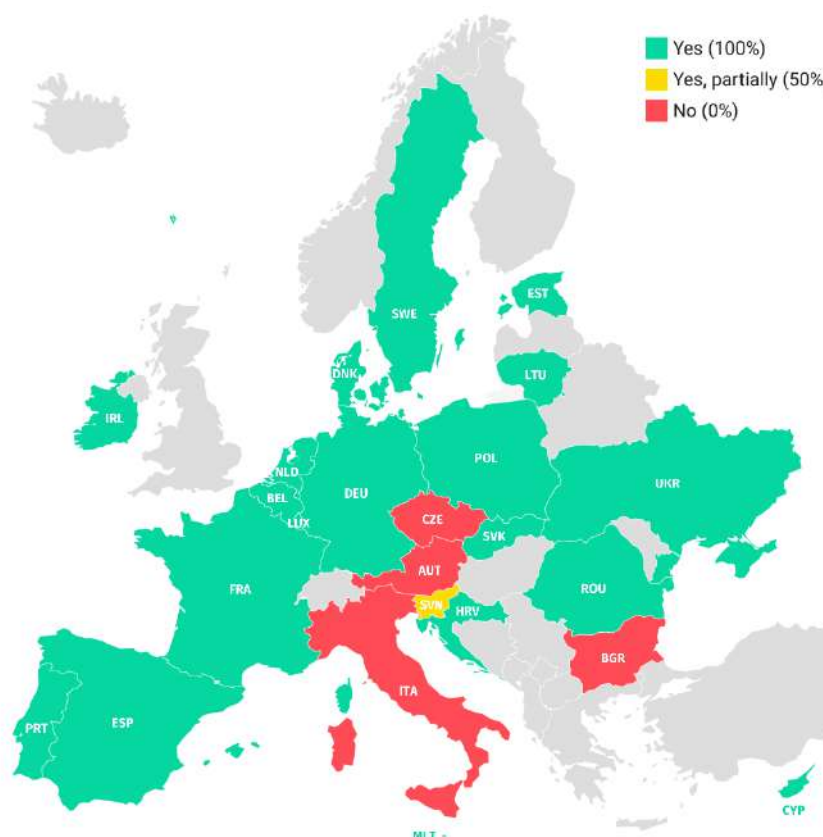 Yes (100%)
Yes, partially (50%
No (0%)
EST
SWE
LTU
DNK
IRL
POL
NLD
UKR
DEU
BEL
CZE
LUX
SVK
AUT
FRA
ROU
SVN
HRV
BGR
ITA
ESP
PRT
CYP
MLT